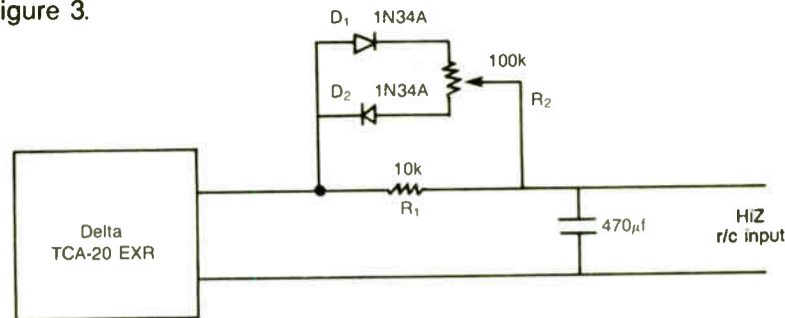 igure 3.
D₁ 1N34A
100k
D₂ 1N34A
R₂
10k
R₁
Delta
TCA-20 EXR
470µf
HiZ
r/c input